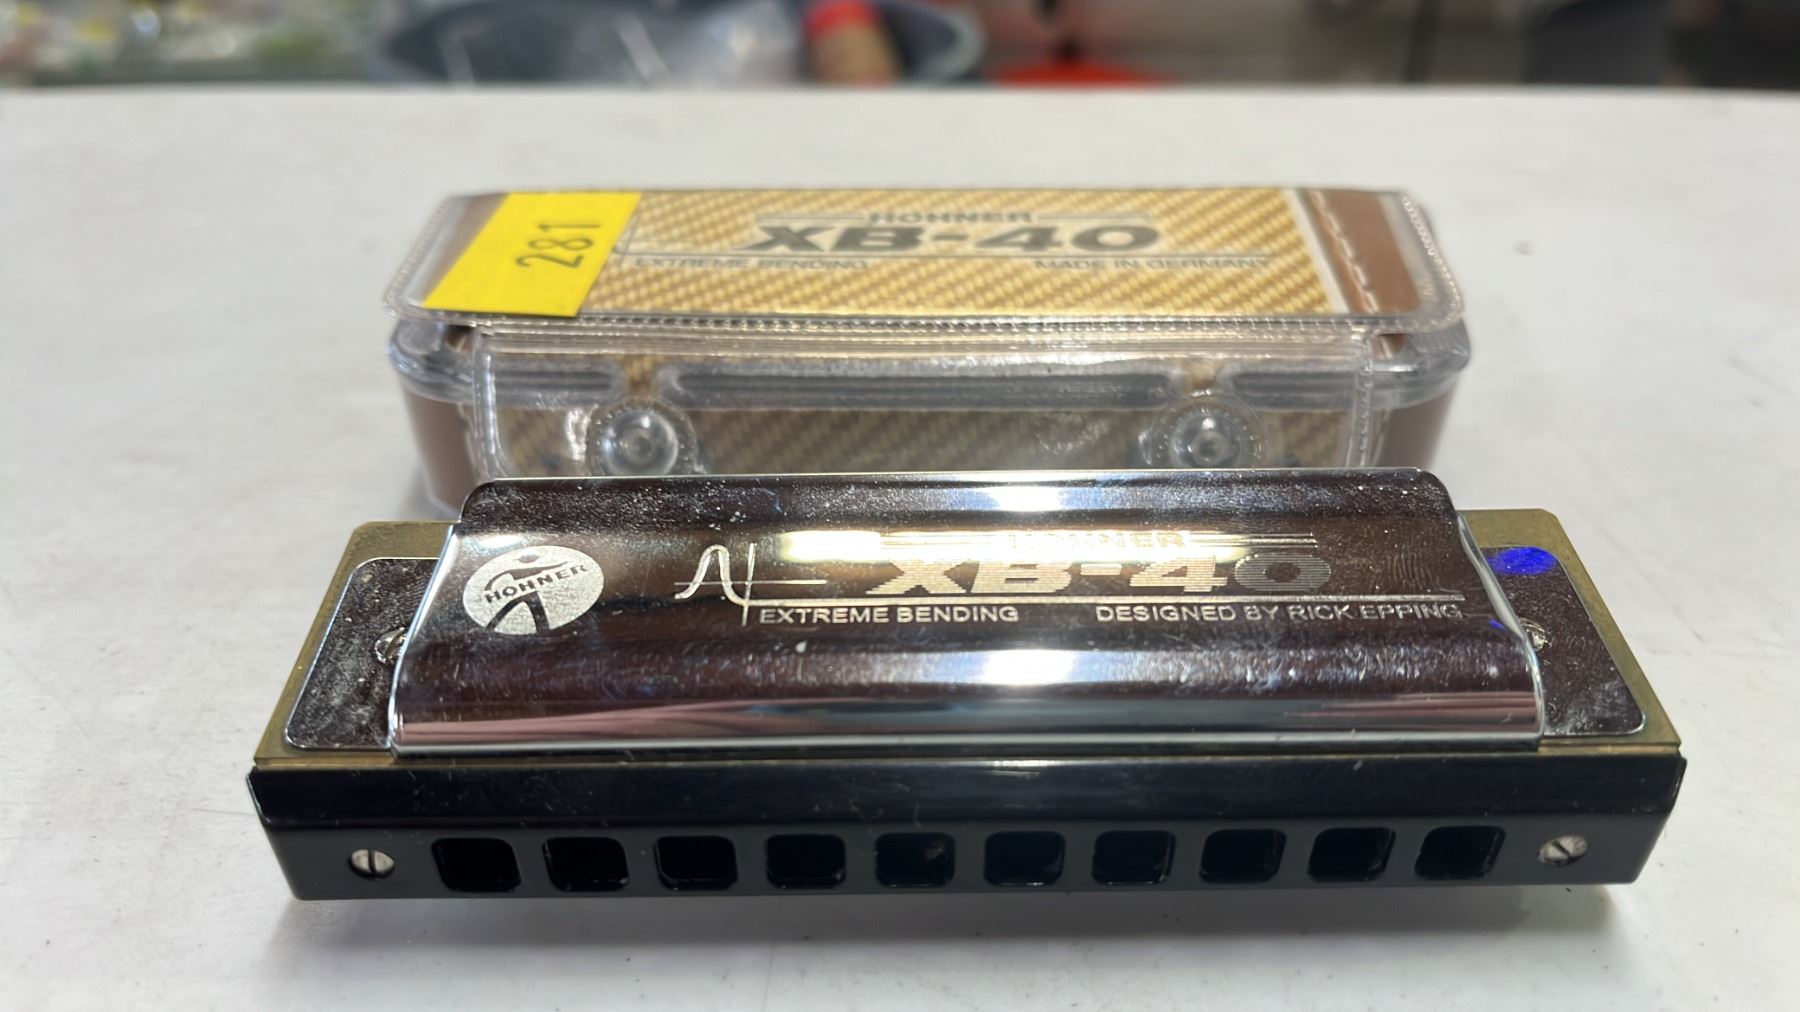 281
HOHNER
XB-40
EXTREME BENDING MADE IN GERMANY
HOHNER
HOHNER
XB-40
EXTREME BENDING DESIGNED BY RICK EPPING